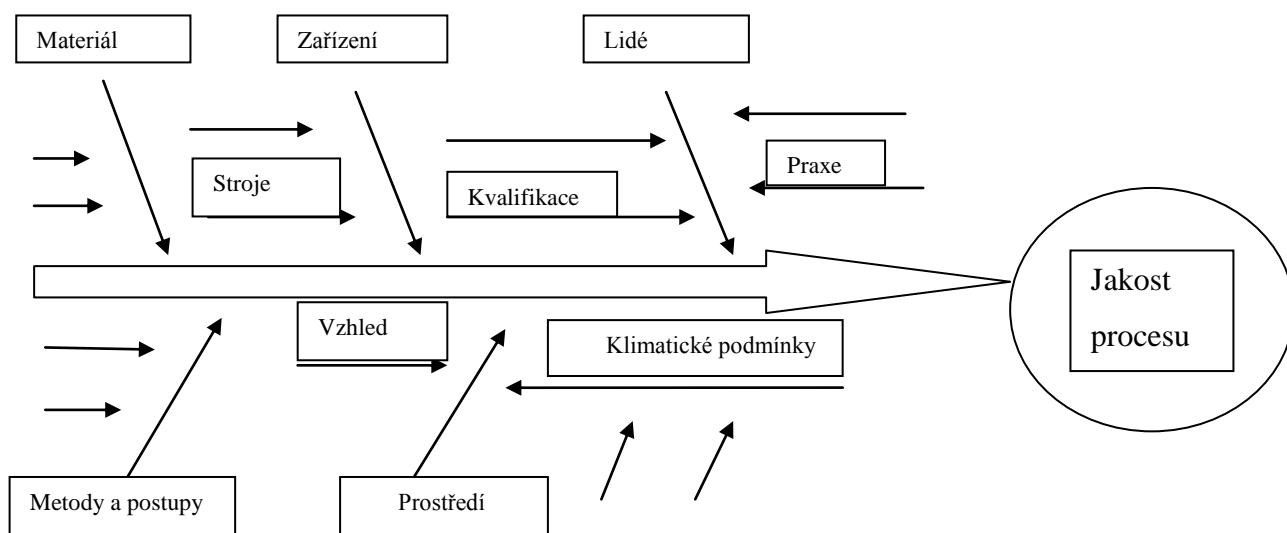 Materiál
Zařízení
Lidé
Stroje
Kvalifikace
Praxe
Jakost
procesu
Vzhled
Klimatické podmínky
Metody a postupy
Prostředí